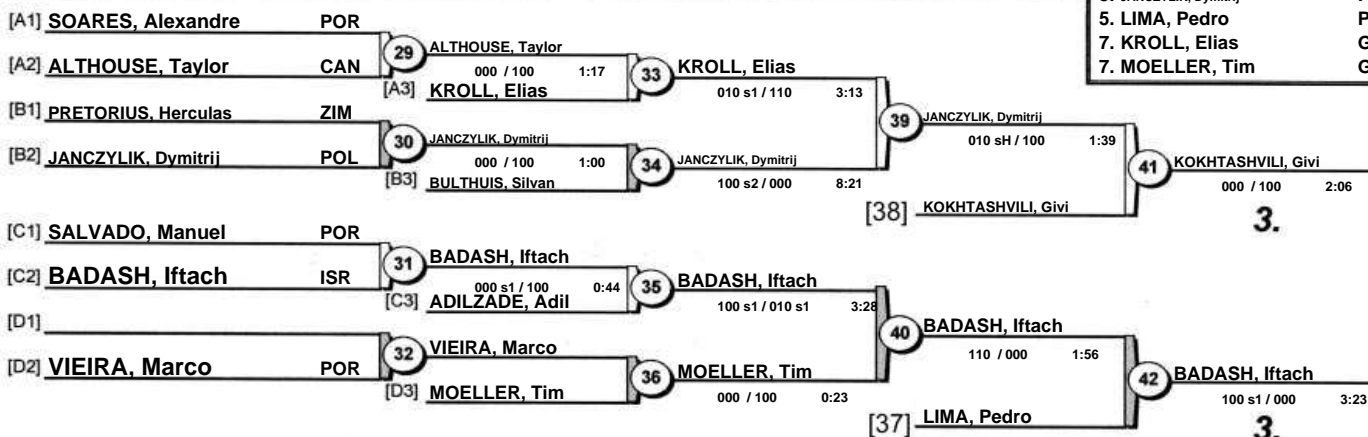 5. LIMA, Pedro P
7. KROLL, Elias G
7. MOELLER, Tim G
[A1] SOARES, Alexandre POR
[A2] ALTHOUSE, Taylor CAN
29 ALTHOUSE, Taylor
000 / 100 1:17
[A3] KROLL, Elias
33 KROLL, Elias
010 s1 / 110 3:13
[B1] PRETORIUS, Herculas ZIM
[B2] JANCZYLIK, Dymitrij POL
30 JANCZYLIK, Dymitrij
000 / 100 1:00
[B3] BULTHUIS, Silvan
34 JANCZYLIK, Dymitrij
100 s2 / 000 8:21
39 JANCZYLIK, Dymitrij
010 sH / 100 1:39
[38] KOKHTASHVILI, Givi
41 KOKHTASHVILI, Givi
000 / 100 2:06
3.
[C1] SALVADO, Manuel POR
[C2] BADASH, Iftach ISR
31 BADASH, Iftach
000 s1 / 100 0:44
[C3] ADILZADE, Adil
35 BADASH, Iftach
100 s1 / 010 s1 3:28
[D1]
[D2] VIEIRA, Marco POR
32 VIEIRA, Marco
[D3] MOELLER, Tim
36 MOELLER, Tim
000 / 100 0:23
40 BADASH, Iftach
110 / 000 1:56
[37] LIMA, Pedro
42 BADASH, Iftach
100 s1 / 000 3:23
3.